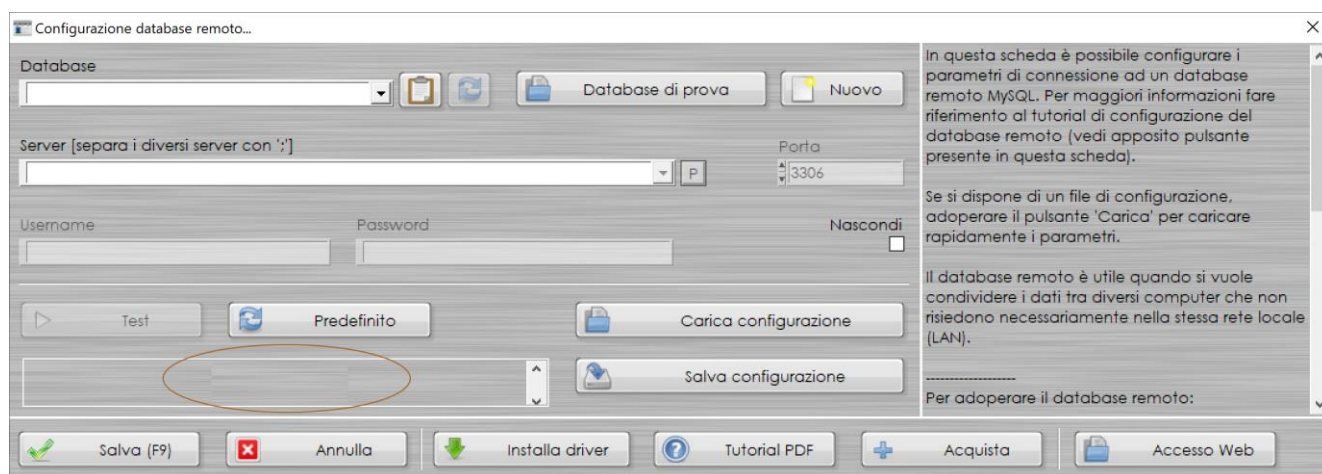 Configurazione database remoto...
Database
Database di prova
Nuovo
Server [separa i diversi server con ';']
P
Porta
3306
Username
Password
Nascondi
Test
Predefinito
Carica configurazione
Salva configurazione
In questa scheda è possibile configurare i
parametri di connessione ad un database
remoto MySQL. Per maggiori informazioni fare
riferimento al tutorial di configurazione del
database remoto (vedi apposito pulsante
presente in questa scheda).
Se si dispone di un file di configurazione,
adoperare il pulsante 'Carica' per caricare
rapidamente i parametri.
Il database remoto è utile quando si vuole
condividere i dati tra diversi computer che non
risiedono necessariamente nella stessa rete locale
(LAN).
-------------------
Per adoperare il database remoto:
Salva (F9)
Annulla
Installa driver
Tutorial PDF
Acquista
Accesso Web